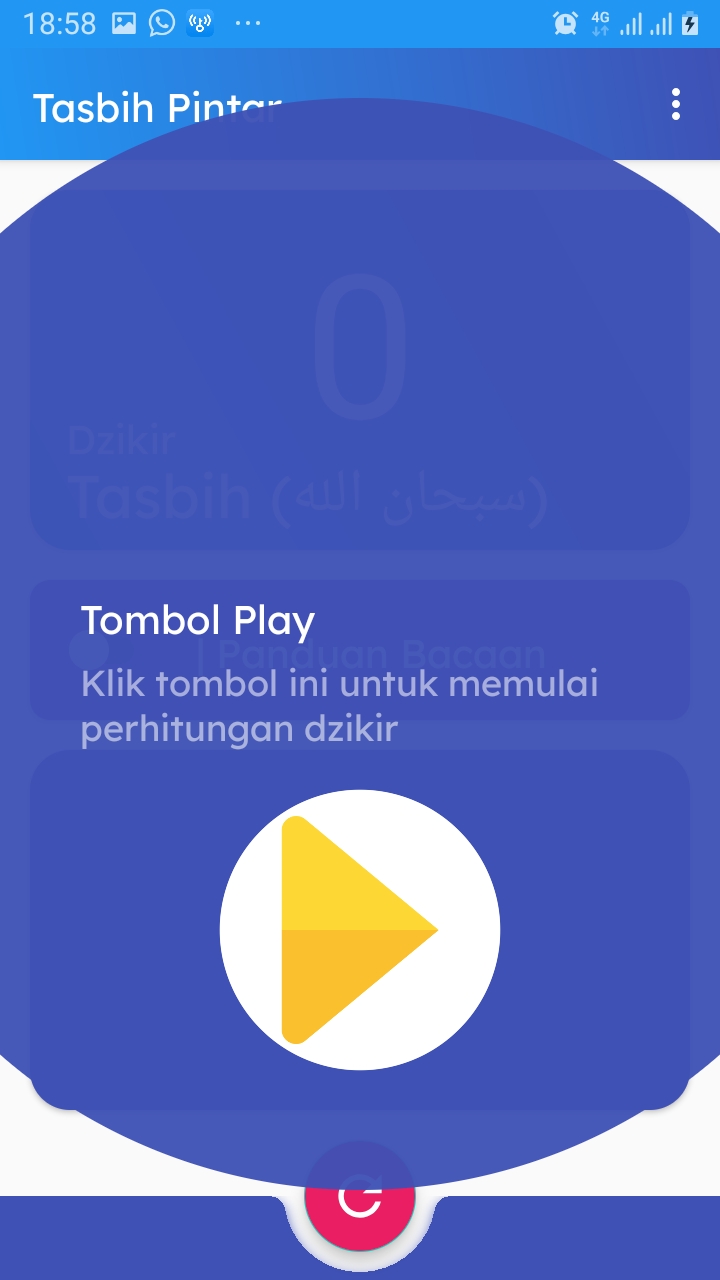 18:58
4G
Tasbih Pintar
0
Dzikir
Tasbih (سبحان الله)
Tombol Play
Panduan Bacaan
Klik tombol ini untuk memulai
perhitungan dzikir